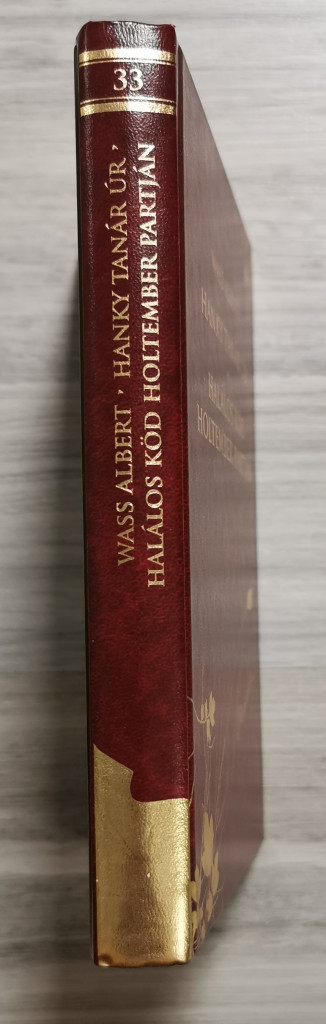 33
WASS ALBERT , HANKY TANÁR ÚR ,
HALÁLOS KÖD HOLTEMBER PARTJÁN